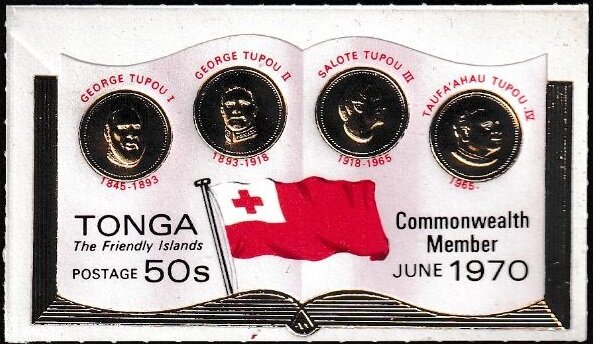 GEORGE TUPOU I
1845-1893
GEORGE TUPOU II
1893-1918
SALOTE TUPOU III
1918-1965
TAUFA'AHAU TUPOU IV
1965-
TONGA
The Friendly Islands
POSTAGE 50s
Commonwealth
Member
JUNE 1970